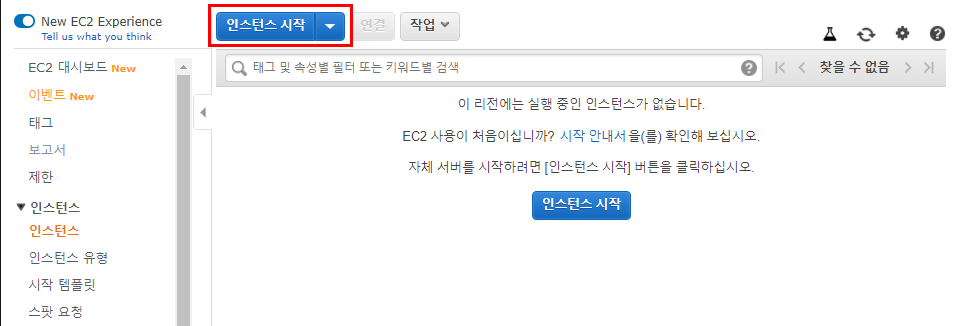 New EC2 Experience
Tell us what you think
EC2 대시보드 New
이벤트 New
태그
보고서
제한
인스턴스
인스턴스
인스턴스 유형
시작 템플릿
스팟 요청
인스턴스 시작 연결 작업
태그 및 속성별 필터 또는 키워드별 검색 찾을 수 없음
이 리전에는 실행 중인 인스턴스가 없습니다.
EC2 사용이 처음이십니까? 시작 안내서을(를) 확인해 보십시오.
자체 서버를 시작하려면 [인스턴스 시작] 버튼을 클릭하십시오.
인스턴스 시작